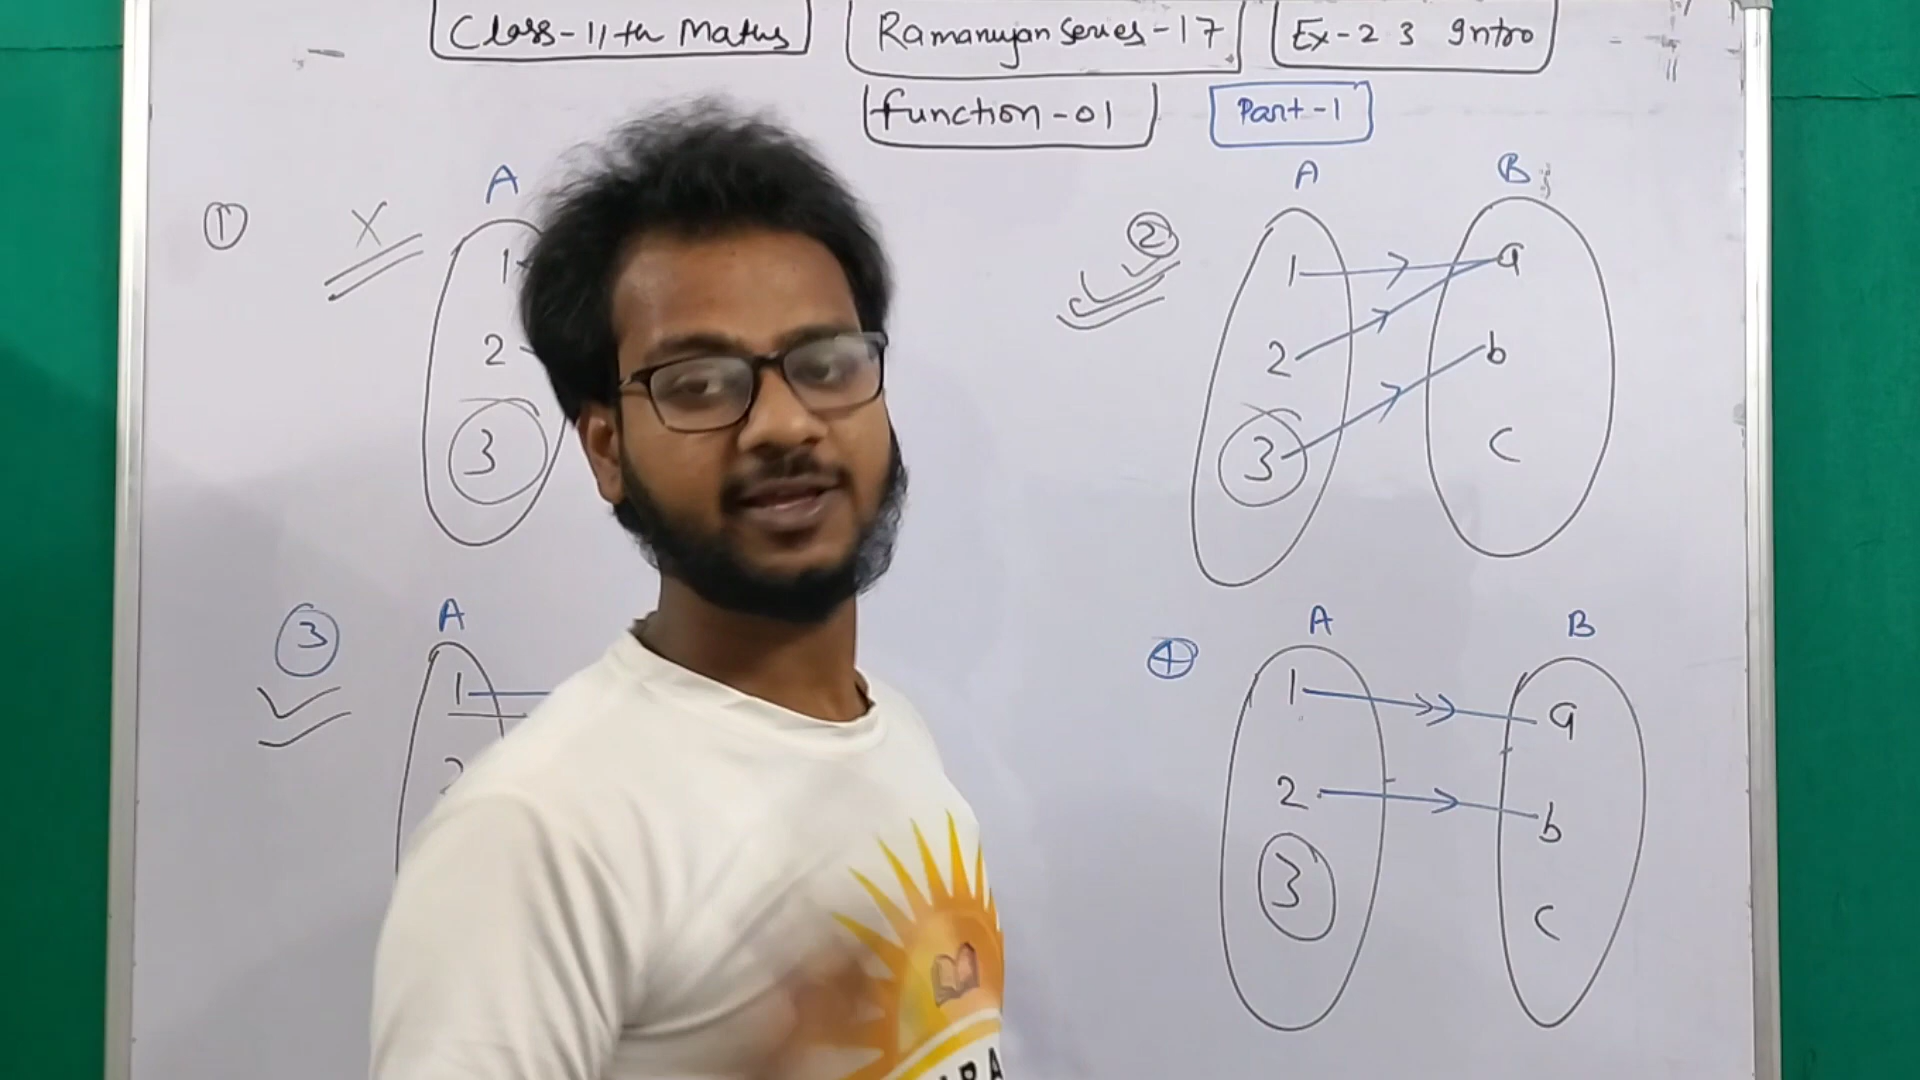 Class-11th Maths Ramanujan Series-17 Ex-2 3 Intro
function-01 Part-1
① X A
1
2
3
② A B
1 a
2 b
3 c
③ A
1
2
④ A B
1 a
2 b
3 c